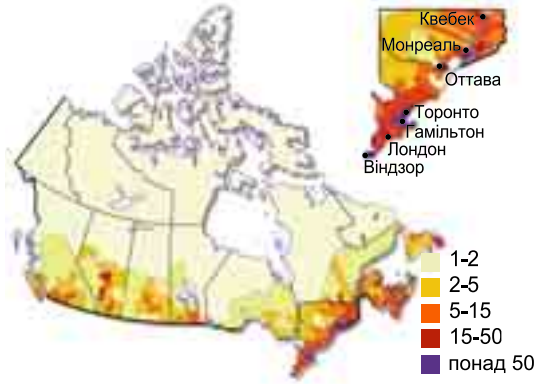 Квебек
Монреаль
Оттава
Торонто
Гамільтон
Лондон
Віндзор
1-2
2-5
5-15
15-50
понад 50